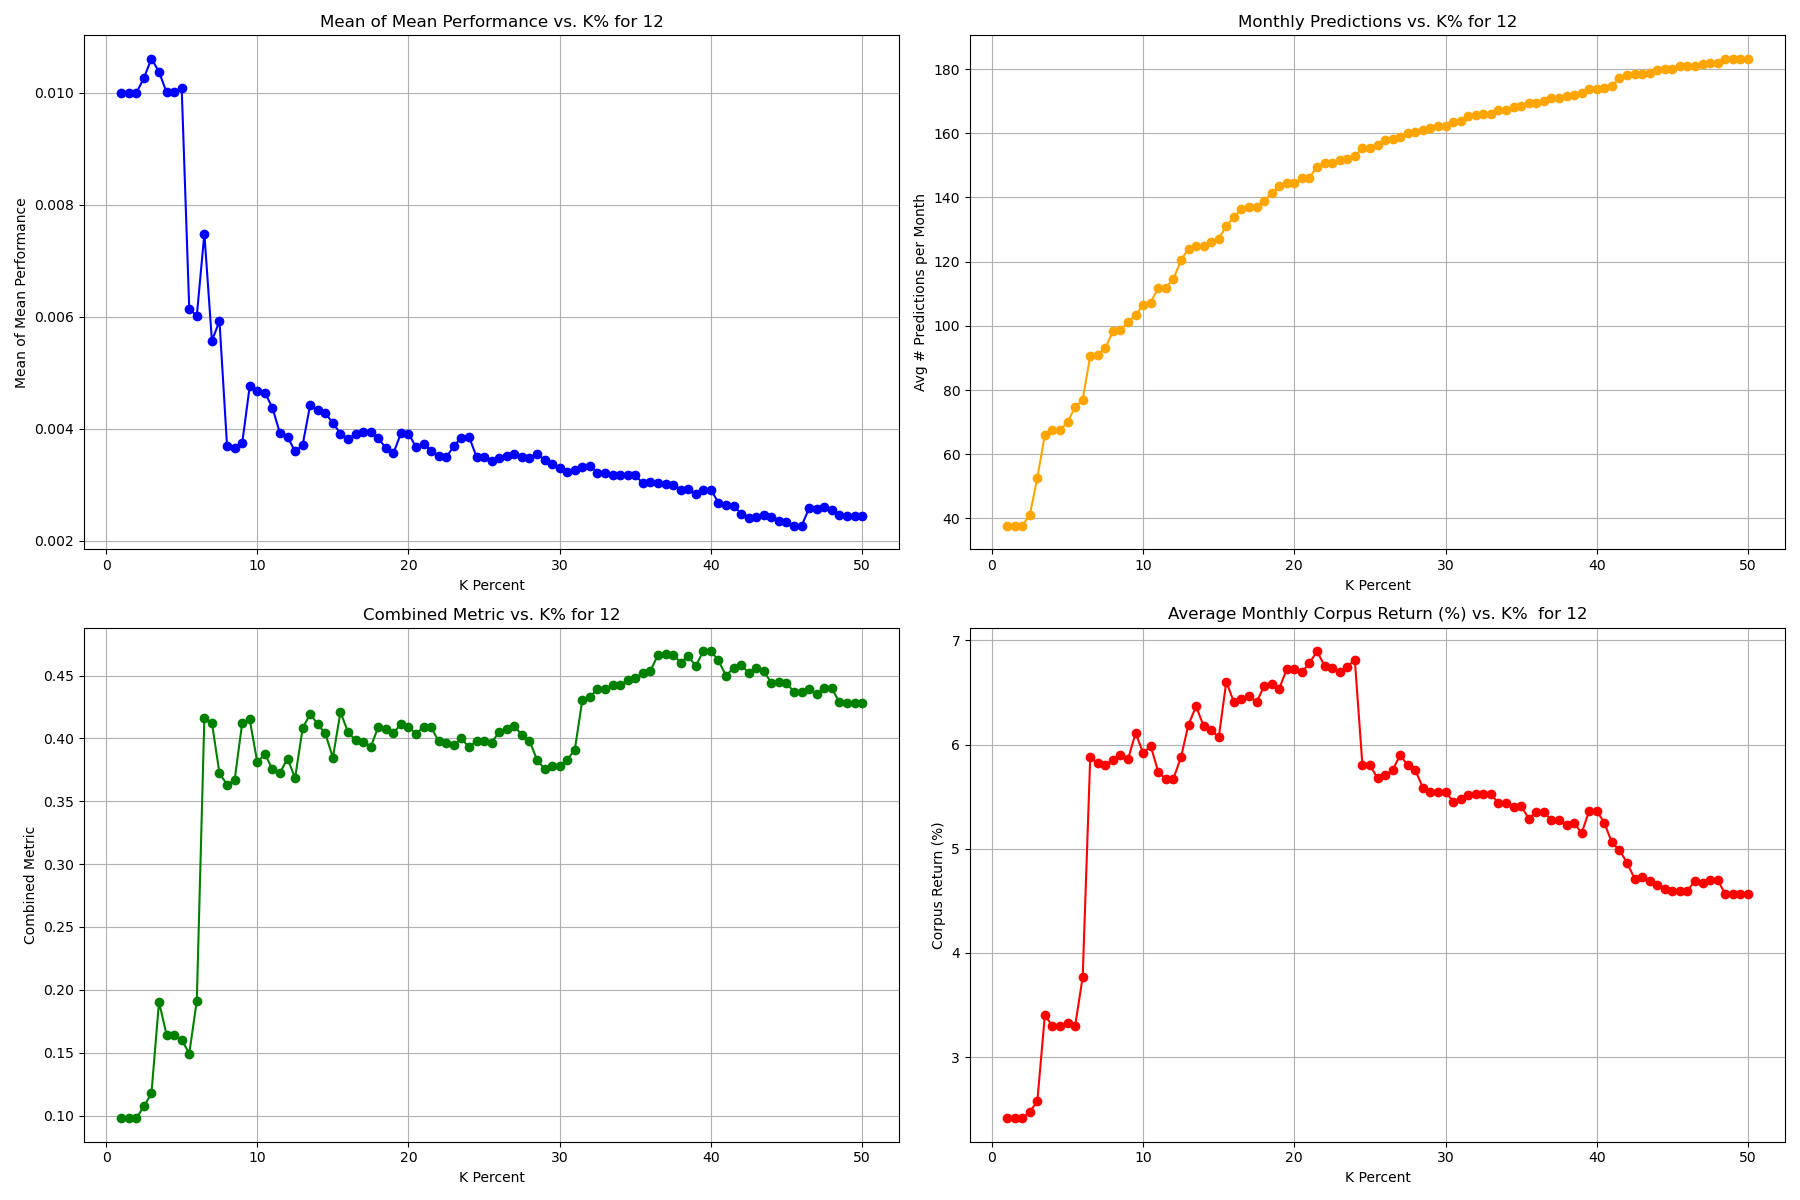 Mean of Mean Performance vs. K% for 12
Mean of Mean Performance
0.010
0.008
0.006
0.004
0.002
0 10 20 30 40 50
K Percent
Monthly Predictions vs. K% for 12
Avg # Predictions per Month
180
160
140
120
100
80
60
40
0 10 20 30 40 50
K Percent
Combined Metric vs. K% for 12
Combined Metric
0.45
0.40
0.35
0.30
0.25
0.20
0.15
0.10
0 10 20 30 40 50
K Percent
Average Monthly Corpus Return (%) vs. K%  for 12
Corpus Return (%)
7
6
5
4
3
0 10 20 30 40 50
K Percent